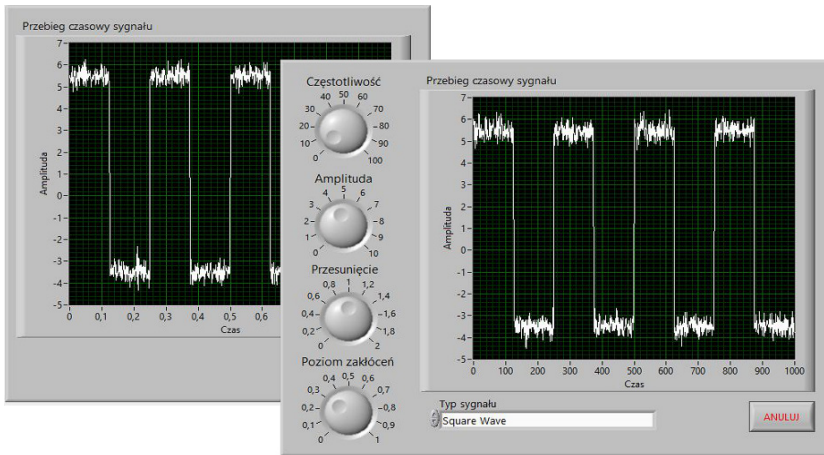 Przebieg czasowy sygnału
Amplituda
7
6
5
4
3
2
1
0
-1
-2
-3
-4
-5
0 0,1 0,2 0,3 0,4 0,5 0,6
Czas
Częstotliwość
0 10 20 30 40 50 60 70 80 90 100
Amplituda
0 1 2 3 4 5 6 7 8 9 10
Przesunięcie
0 0,2 0,4 0,6 0,8 1 1,2 1,4 1,6 1,8 2
Poziom zakłóceń
0 0,1 0,2 0,3 0,4 0,5 0,6 0,7 0,8 0,9 1
Przebieg czasowy sygnału
Amplituda
7
6
5
4
3
2
1
0
-1
-2
-3
-4
-5
0 100 200 300 400 500 600 700 800 900 1000
Czas
Typ sygnału
Square Wave
ANULUJ